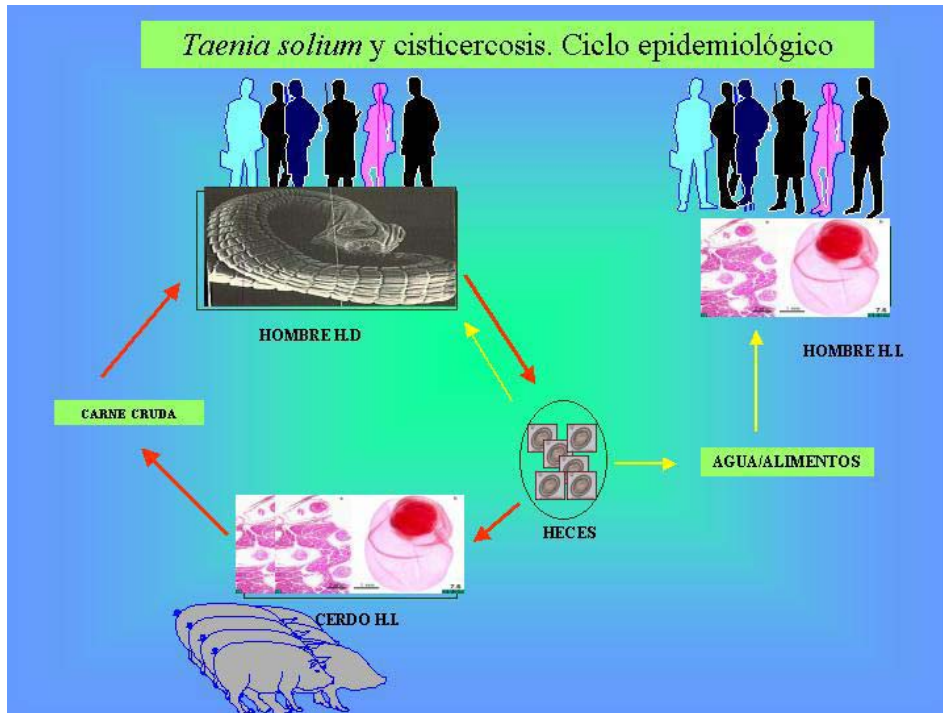 Taenia solium y cisticercosis. Ciclo epidemiológico
HOMBRE H.D
HOMBRE H.I.
CARNE CRUDA
AGUA/ALIMENTOS
HECES
CERDO H.I.